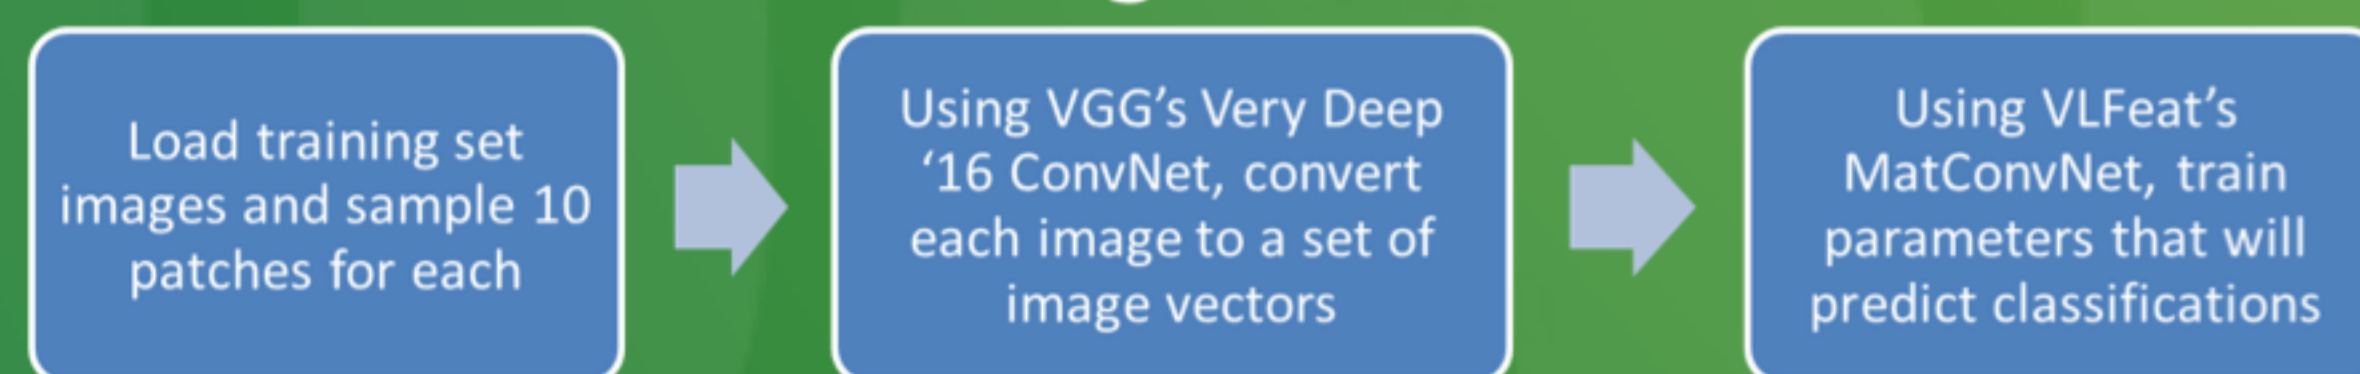 Load training set
images and sample 10
patches for each
Using VGG’s Very Deep
‘16 ConvNet, convert
each image to a set of
image vectors
Using VLFeat’s
MatConvNet, train
parameters that will
predict classifications